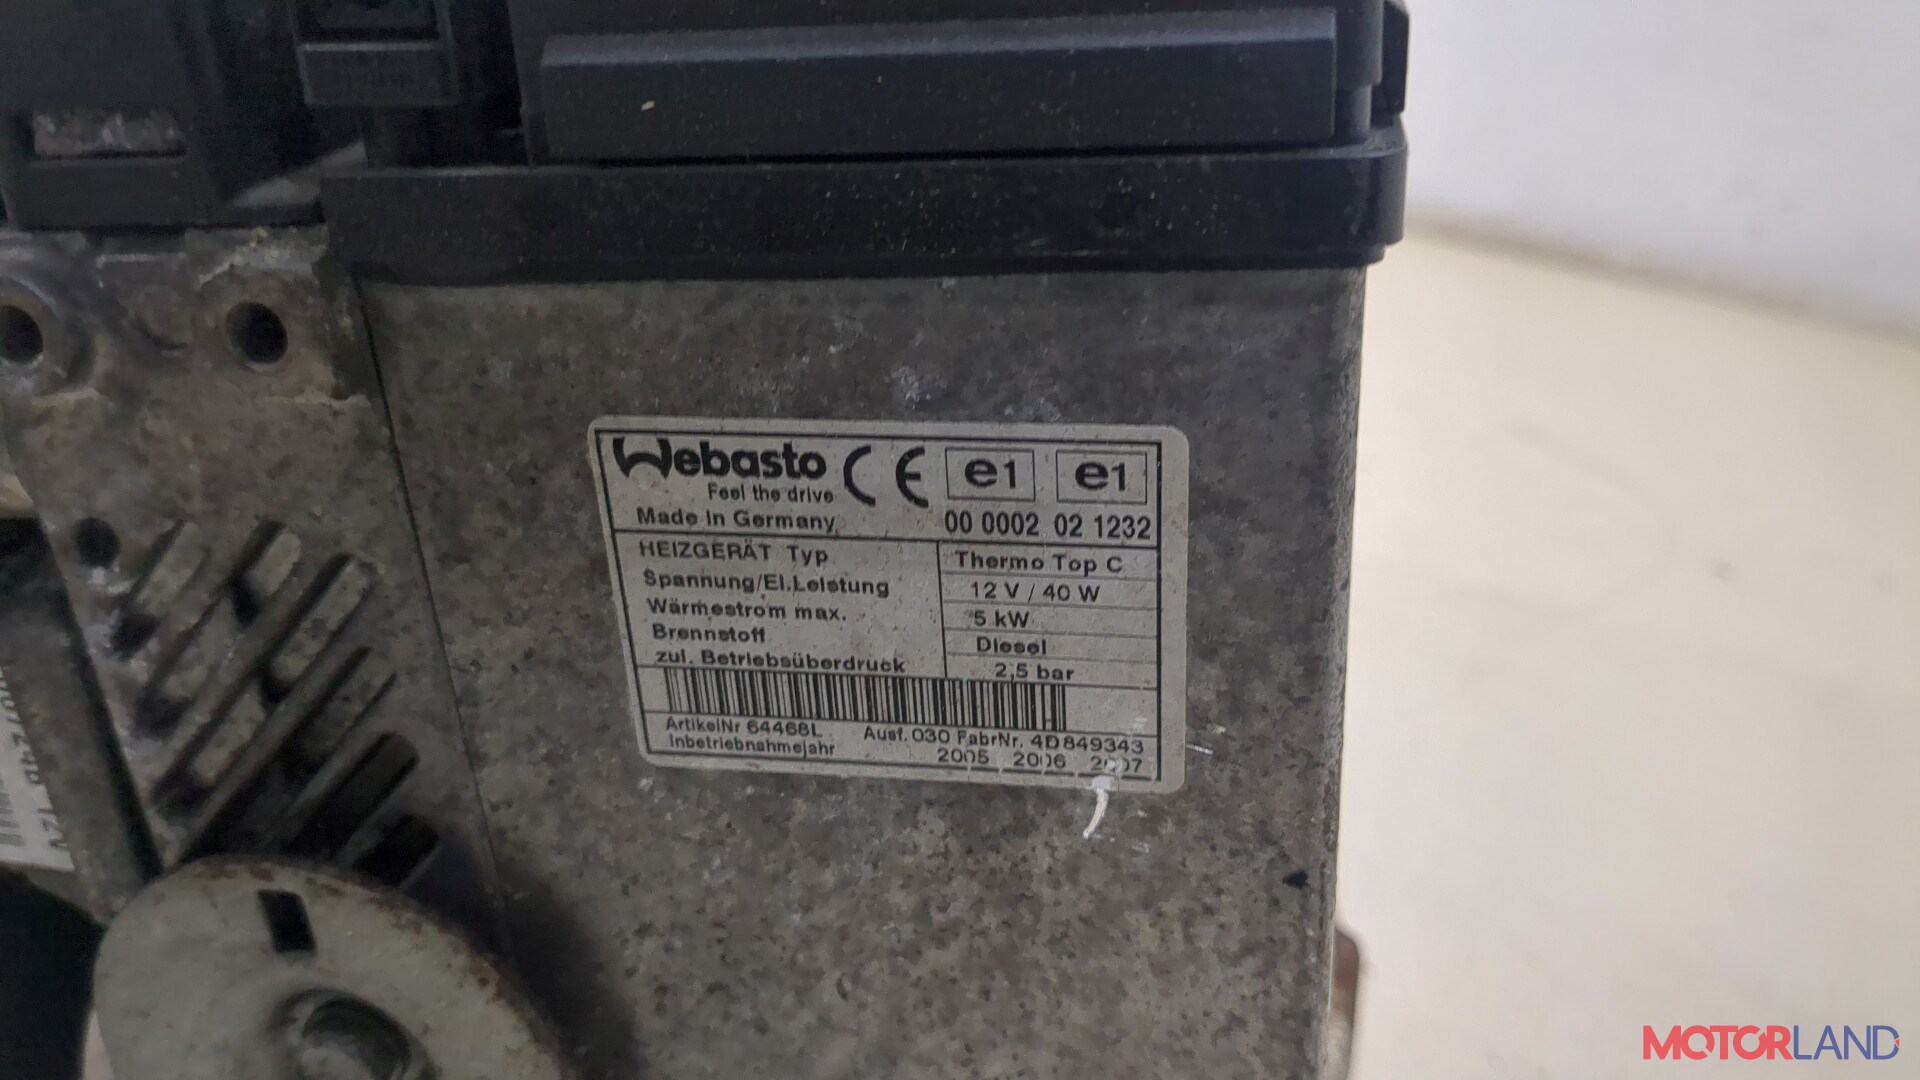 Webasto CE e1 e1
Feel the drive
Made in Germany 00 0002 02 1232
HEIZGERÄT Typ Thermo Top C
Spannung/El.Leistung 12 V / 40 W
Wärmestrom max. 5 kW
Brennstoff Diesel
zul. Betriebsüberdruck 2,5 bar
ArtikelNr 64468L Ausf. 030 FabrNr. 4D849343
Inbetriebnahmejahr 2005 2006 2007
MOTORLAND